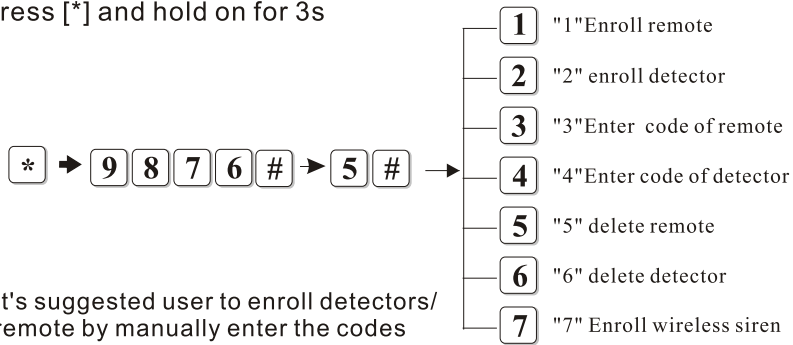 ress [*] and hold on for 3s
1 "1"Enroll remote
2 "2" enroll detector
3 "3"Enter code of remote
* 9 8 7 6 # 5 #
4 "4"Enter code of detector
5 "5" delete remote
6 "6" delete detector
t's suggested user to enroll detectors/
remote by manually enter the codes
7 "7" Enroll wireless siren